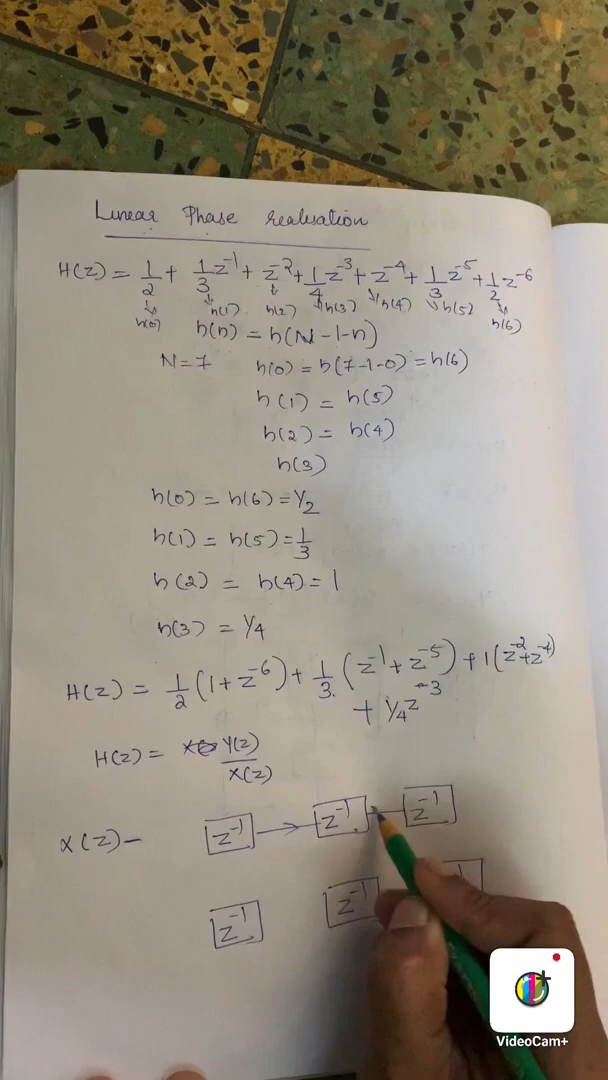 Linear Phase realisation
H(z) = 1/2 + 1/3 z⁻¹ + z⁻² + 1/4 z⁻³ + z⁻⁴ + 1/3 z⁻⁵ + 1/2 z⁻⁶
h(0) h(1) h(2) h(3) h(4) h(5) h(6)
h(n) = h(N-1-n)
N=7 h(0) = h(7-1-0) = h(6)
h(1) = h(5)
h(2) = h(4)
h(3)
h(0) = h(6) = 1/2
h(1) = h(5) = 1/3
h(2) = h(4) = 1
h(3) = 1/4
H(z) = 1/2 (1+z⁻⁶) + 1/3 (z⁻¹+z⁻⁵) + 1(z⁻²+z⁻⁴)
+ 1/4 z⁻³
H(z) = Y(z)/X(z)
X(z) – z⁻¹ z⁻¹ z⁻¹
z⁻¹ z⁻¹
VideoCam+